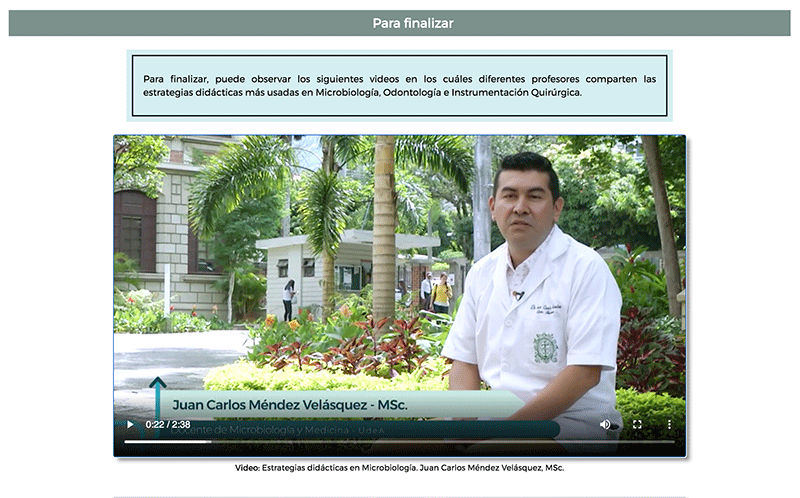 Para finalizar
Para finalizar, puede observar los siguientes videos en los cuáles diferentes profesores comparten las
estrategias didácticas más usadas en Microbiología, Odontología e Instrumentación Quirúrgica.
Juan Carlos Méndez Velásquez - MSc.
Docente de Microbiología y Medicina - UdeA
0:22 / 2:38
Video: Estrategias didácticas en Microbiología. Juan Carlos Méndez Velásquez, MSc.